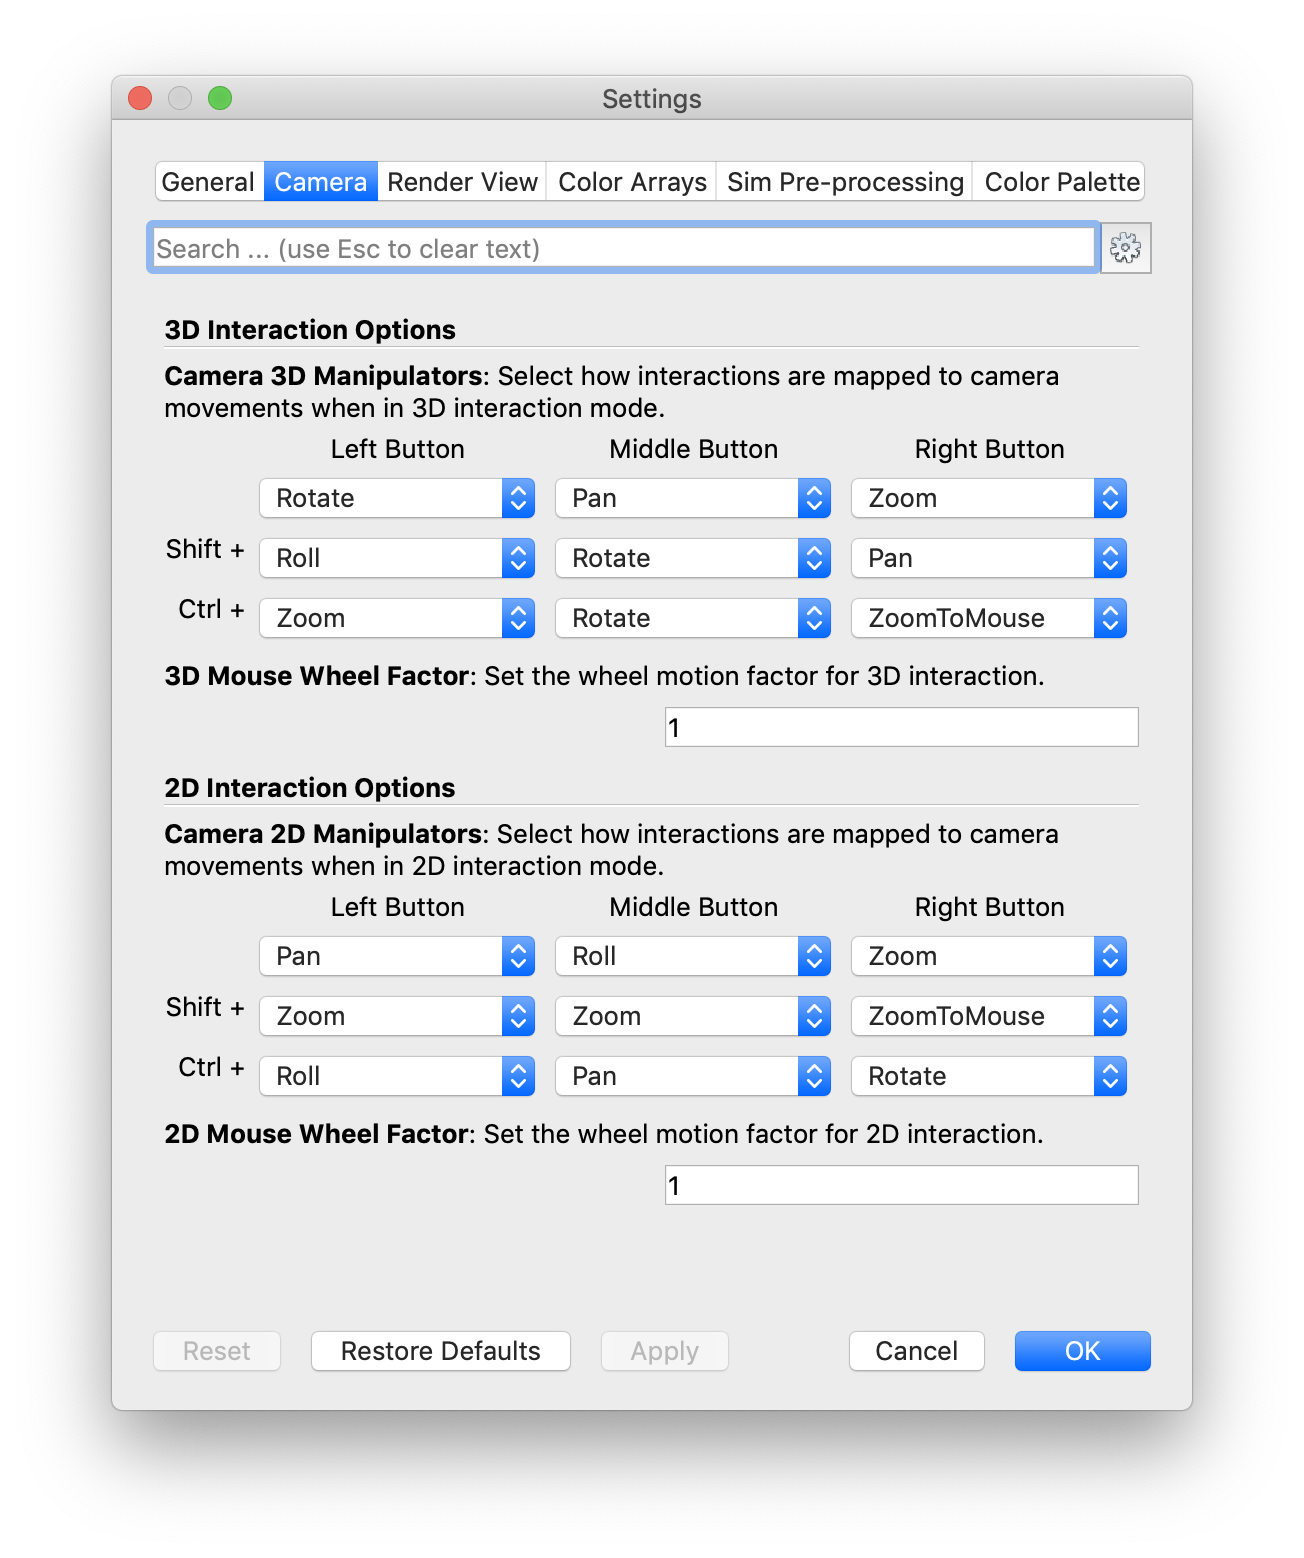 Settings
General Camera Render View Color Arrays Sim Pre-processing Color Palette
Search ... (use Esc to clear text)
3D Interaction Options
Camera 3D Manipulators: Select how interactions are mapped to camera
movements when in 3D interaction mode.
Left Button Middle Button Right Button
Rotate Pan Zoom
Shift + Roll Rotate Pan
Ctrl + Zoom Rotate ZoomToMouse
3D Mouse Wheel Factor: Set the wheel motion factor for 3D interaction.
1
2D Interaction Options
Camera 2D Manipulators: Select how interactions are mapped to camera
movements when in 2D interaction mode.
Left Button Middle Button Right Button
Pan Roll Zoom
Shift + Zoom Zoom ZoomToMouse
Ctrl + Roll Pan Rotate
2D Mouse Wheel Factor: Set the wheel motion factor for 2D interaction.
1
Reset Restore Defaults Apply Cancel OK